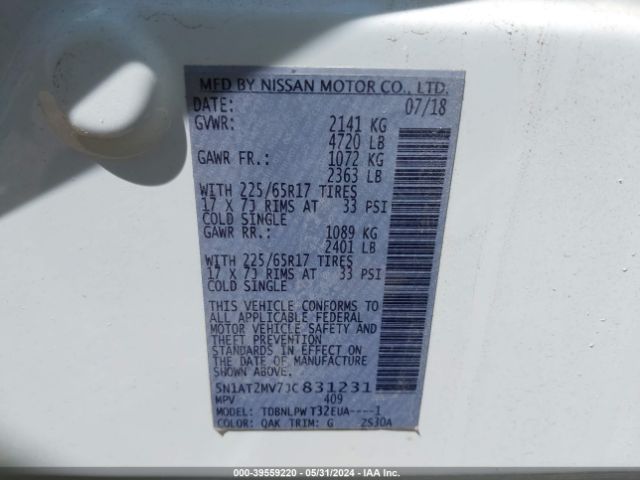 MFD BY NISSAN MOTOR CO., LTD.
DATE: 07/18
GVWR: 2141 KG
4720 LB
GAWR FR.: 1072 KG
2363 LB
WITH 225/65R17 TIRES
17 X 7J RIMS AT 33 PSI
COLD SINGLE
GAWR RR.: 1089 KG
2401 LB
WITH 225/65R17 TIRES
17 X 7J RIMS AT 33 PSI
COLD SINGLE
THIS VEHICLE CONFORMS TO
ALL APPLICABLE FEDERAL
MOTOR VEHICLE SAFETY AND
THEFT PREVENTION
STANDARDS IN EFFECT ON
THE DATE OF MANUFACTURE
SHOWN ABOVE.
5N1AT2MV7JC831231
MPV 409
MODEL: TDBNLPW T32EUA----1
COLOR: QAK TRIM: G 2S30A
000-39559220 - 05/31/2024 - IAA Inc.